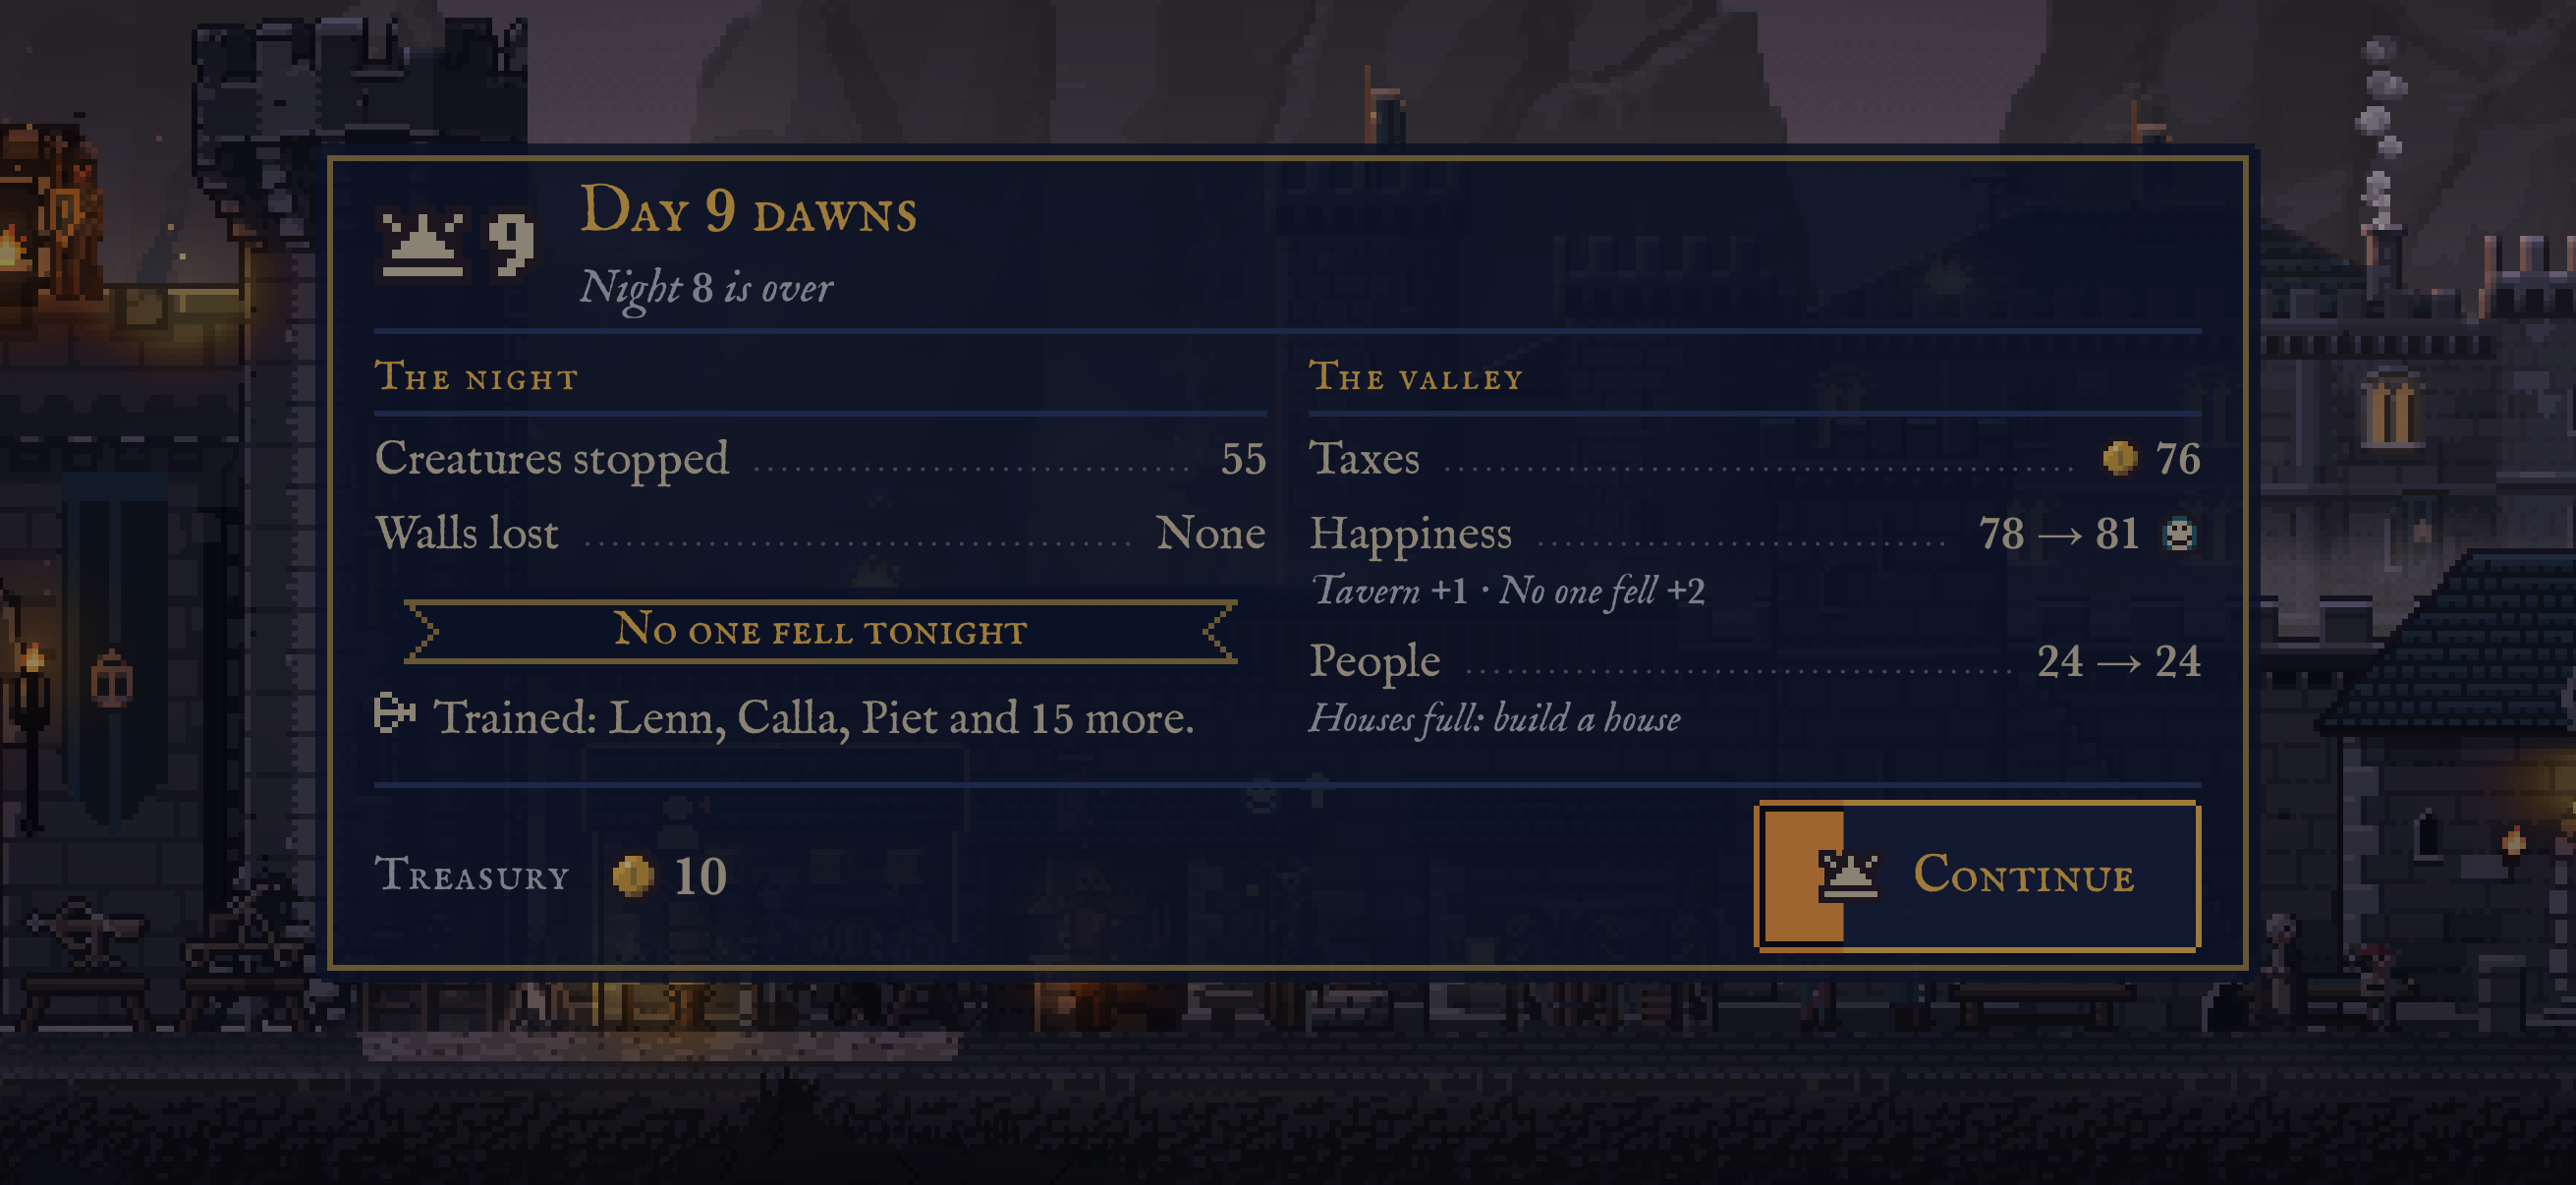 9
Day 9 dawns
Night 8 is over
The night
Creatures stopped 55
Walls lost None
No one fell tonight
Trained: Lenn, Calla, Piet and 15 more.
The valley
Taxes 76
Happiness 78 → 81
Tavern +1 · No one fell +2
People 24 → 24
Houses full: build a house
Treasury 10
Continue